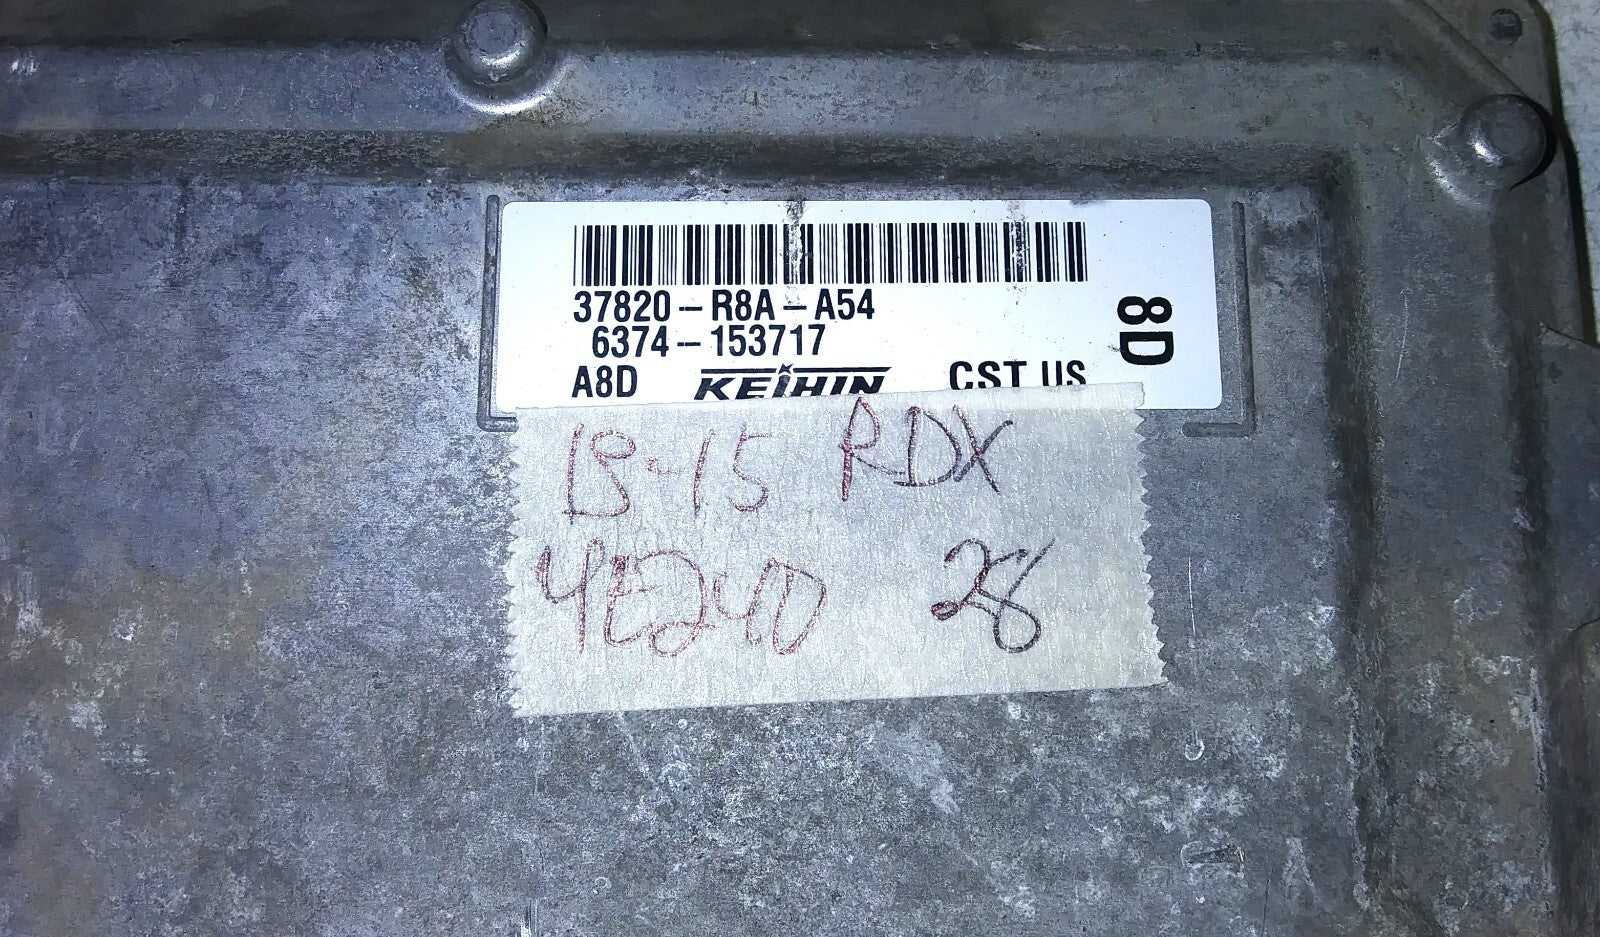 37820-R8A-A54
6374-153717
A8D KEIHIN CST US
8D
13-15 RDX
4E240 28